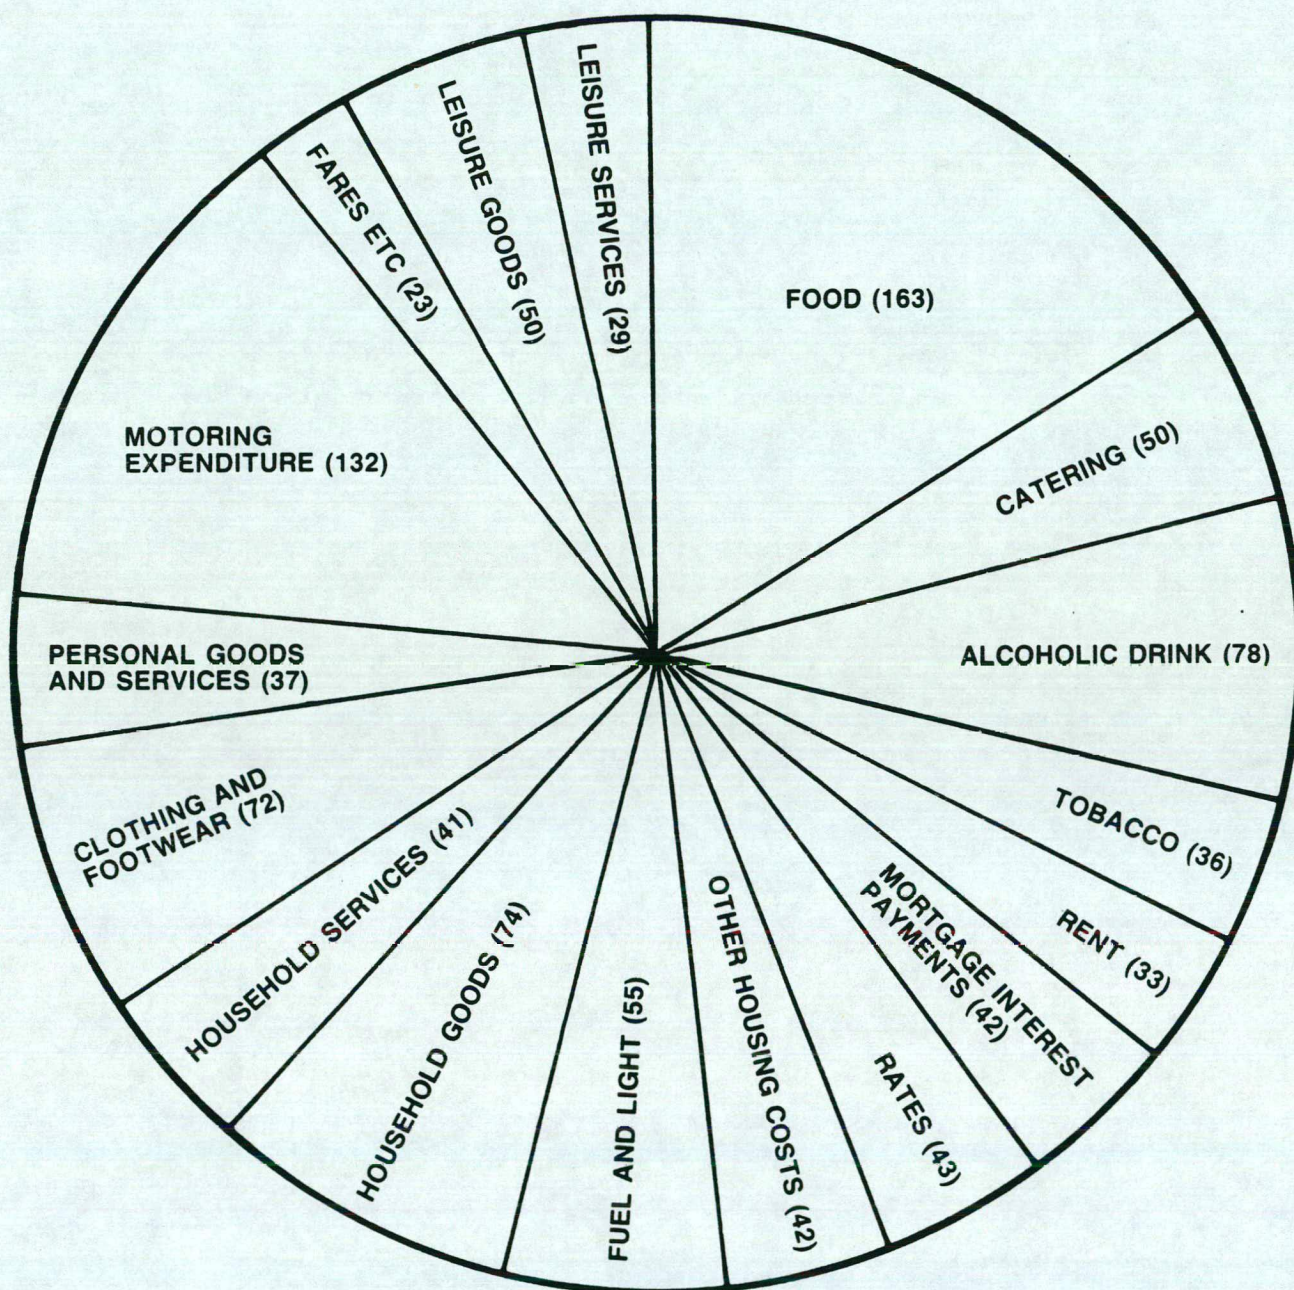 FOOD (163)
CATERING (50)
ALCOHOLIC DRINK (78)
TOBACCO (36)
RENT (33)
MORTGAGE INTEREST
PAYMENTS (42)
RATES (43)
OTHER HOUSING COSTS (42)
FUEL AND LIGHT (55)
HOUSEHOLD GOODS (74)
HOUSEHOLD SERVICES (41)
CLOTHING AND
FOOTWEAR (72)
PERSONAL GOODS
AND SERVICES (37)
MOTORING
EXPENDITURE (132)
FARES ETC (23)
LEISURE GOODS (50)
LEISURE SERVICES (29)